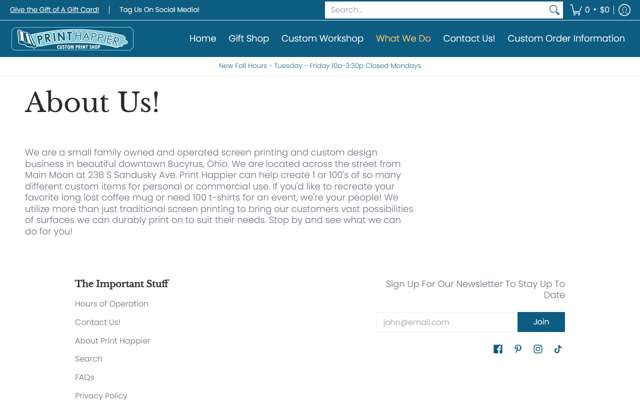 Give the Gift of A Gift Card!
Tag Us On Social Media!
Search...
0 • $0
PRINT HAPPIER
CUSTOM PRINT SHOP
Home
Gift Shop
Custom Workshop
What We Do
Contact Us!
Custom Order Information
New Fall Hours - Tuesday - Friday 10a-3:30p Closed Mondays
About Us!
We are a small family owned and operated screen printing and custom design
business in beautiful downtown Bucyrus, Ohio. We are located across the street from
Main Moon at 238 S Sandusky Ave. Print Happier can help create 1 or 100's of so many
different custom items for personal or commercial use. If you'd like to recreate your
favorite long lost coffee mug or need 100 t-shirts for an event, we're your people! We
utilize more than just traditional screen printing to bring our customers vast possibilities
of surfaces we can durably print on to suit their needs. Stop by and see what we can
do for you!
The Important Stuff
Hours of Operation
Contact Us!
About Print Happier
Search
FAQs
Privacy Policy
Sign Up For Our Newsletter To Stay Up To
Date
john@email.com
Join